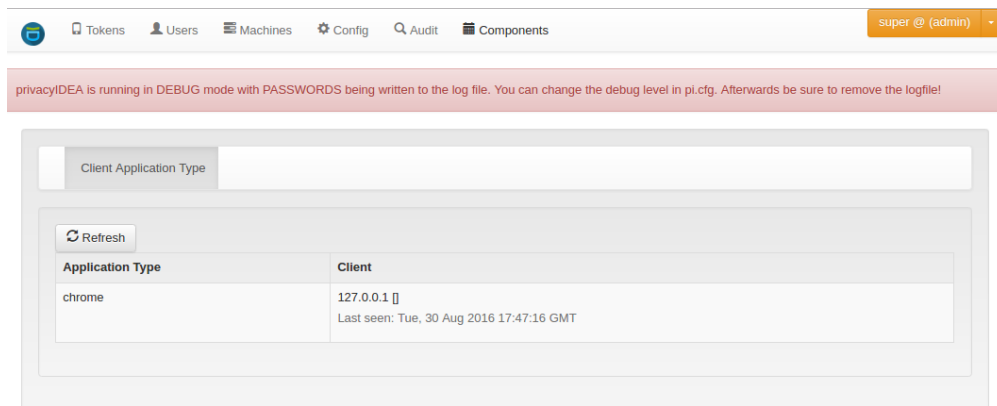 Tokens Users Machines Config Audit Components super @ (admin)
privacyIDEA is running in DEBUG mode with PASSWORDS being written to the log file. You can change the debug level in pi.cfg. Afterwards be sure to remove the logfile!
Client Application Type
Refresh
Application Type Client
chrome 127.0.0.1 []
Last seen: Tue, 30 Aug 2016 17:47:16 GMT